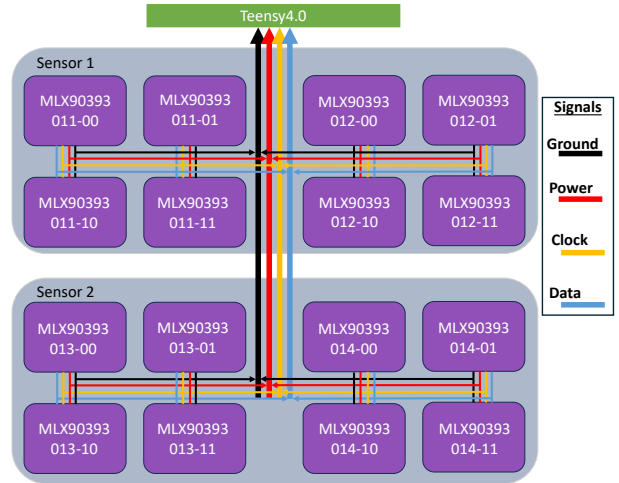 Teensy4.0
Sensor 1
MLX90393
011-00
MLX90393
011-01
MLX90393
012-00
MLX90393
012-01
MLX90393
011-10
MLX90393
011-11
MLX90393
012-10
MLX90393
012-11
Sensor 2
MLX90393
013-00
MLX90393
013-01
MLX90393
014-00
MLX90393
014-01
MLX90393
013-10
MLX90393
013-11
MLX90393
014-10
MLX90393
014-11
Signals
Ground
Power
Clock
Data